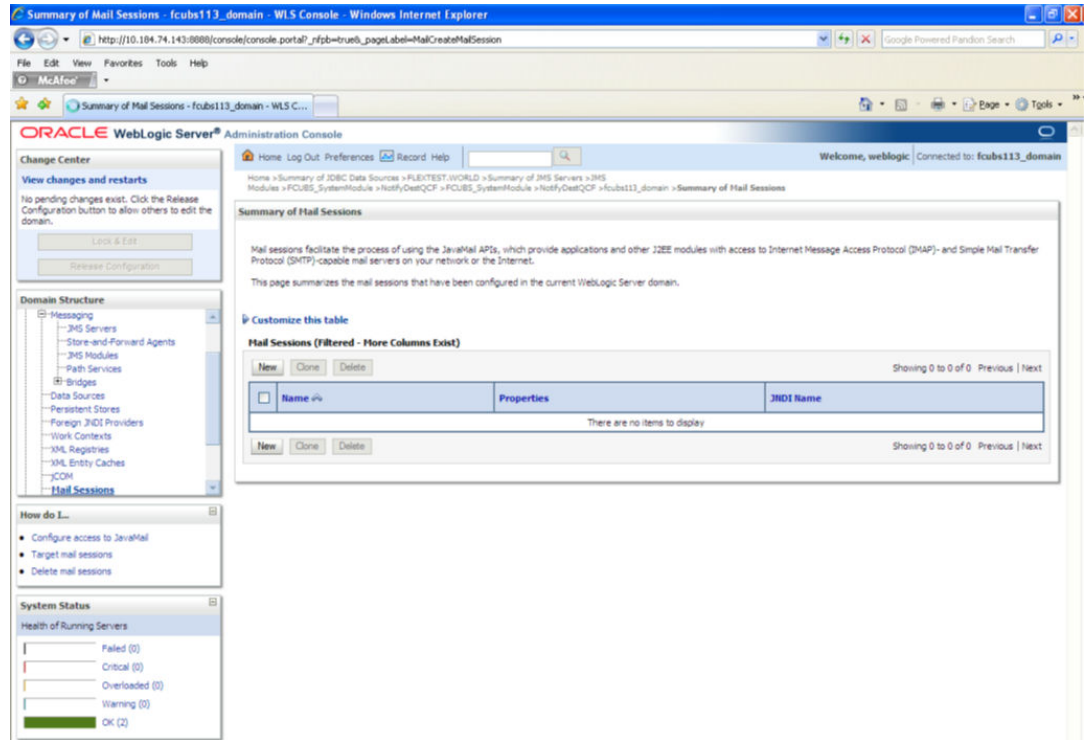 Summary of Mail Sessions - fcubs113_domain - WLS Console - Windows Internet Explorer
http://10.184.74.143:8888/console/console.portal?_nfpb=true&_pageLabel=MailCreateMailSession
Google Powered Pandion Search
File Edit View Favorites Tools Help
McAfee
Summary of Mail Sessions - fcubs113_domain - WLS C...
Page Tools
ORACLE WebLogic Server® Administration Console
Change Center
View changes and restarts
No pending changes exist. Click the Release
Configuration button to allow others to edit the
domain.
Lock & Edit
Release Configuration
Domain Structure
Messaging
JMS Servers
Store-and-Forward Agents
JMS Modules
Path Services
Bridges
Data Sources
Persistent Stores
Foreign JNDI Providers
Work Contexts
XML Registries
XML Entity Caches
jCOM
Mail Sessions
How do I...
Configure access to JavaMail
Target mail sessions
Delete mail sessions
System Status
Health of Running Servers
Failed (0)
Critical (0)
Overloaded (0)
Warning (0)
OK (2)
Home Log Out Preferences Record Help
Welcome, weblogic Connected to: fcubs113_domain
Home >Summary of JDBC Data Sources >FLEXTEST.WORLD >Summary of JMS Servers >JMS
Modules >FCUBS_SystemModule >NotifyDestQCF >FCUBS_SystemModule >NotifyDestQCF >fcubs113_domain >Summary of Mail Sessions
Summary of Mail Sessions
Mail sessions facilitate the process of using the JavaMail APIs, which provide applications and other J2EE modules with access to Internet Message Access Protocol (IMAP)- and Simple Mail Transfer
Protocol (SMTP)-capable mail servers on your network or the Internet.
This page summarizes the mail sessions that have been configured in the current WebLogic Server domain.
Customize this table
Mail Sessions (Filtered - More Columns Exist)
New Clone Delete Showing 0 to 0 of 0 Previous | Next
Name Properties JNDI Name
There are no items to display
New Clone Delete Showing 0 to 0 of 0 Previous | Next